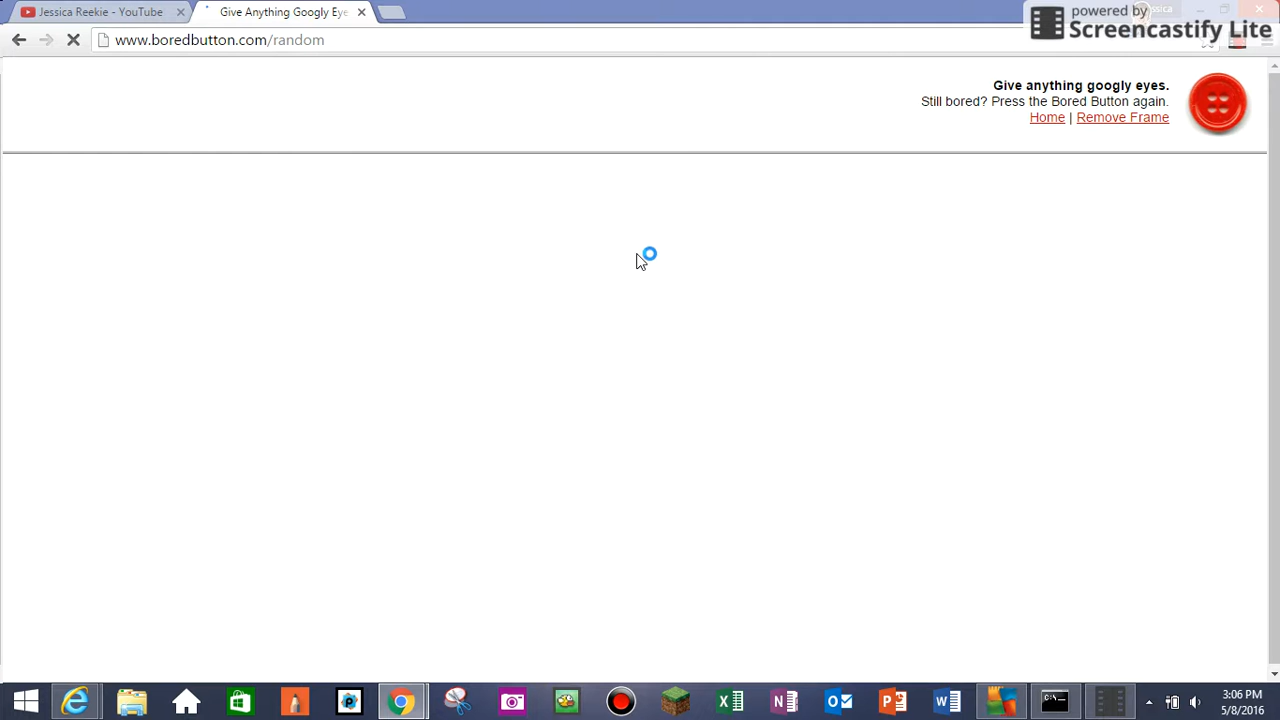 Jessica Reekie - YouTube
Give Anything Googly Eye
powered by
Screencastify Lite
www.boredbutton.com/random
Give anything googly eyes.
Still bored? Press the Bored Button again.
Home | Remove Frame
3:06 PM
5/8/2016